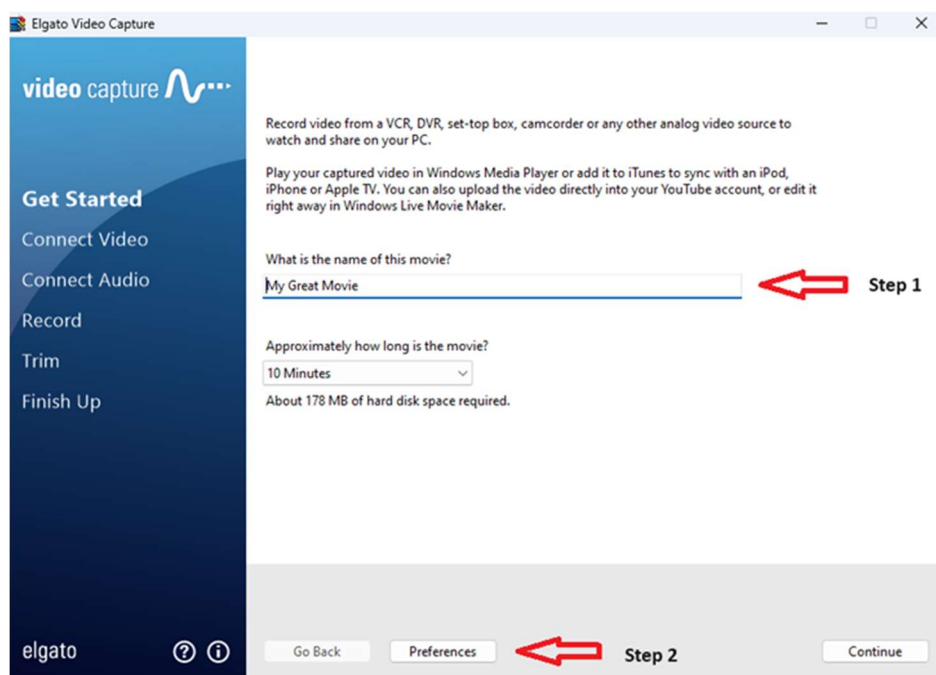 Elgato Video Capture
video capture
Get Started
Connect Video
Connect Audio
Record
Trim
Finish Up
elgato
Record video from a VCR, DVR, set-top box, camcorder or any other analog video source to
watch and share on your PC.
Play your captured video in Windows Media Player or add it to iTunes to sync with an iPod,
iPhone or Apple TV. You can also upload the video directly into your YouTube account, or edit it
right away in Windows Live Movie Maker.
What is the name of this movie?
My Great Movie
Step 1
Approximately how long is the movie?
10 Minutes
About 178 MB of hard disk space required.
Go Back
Preferences
Step 2
Continue